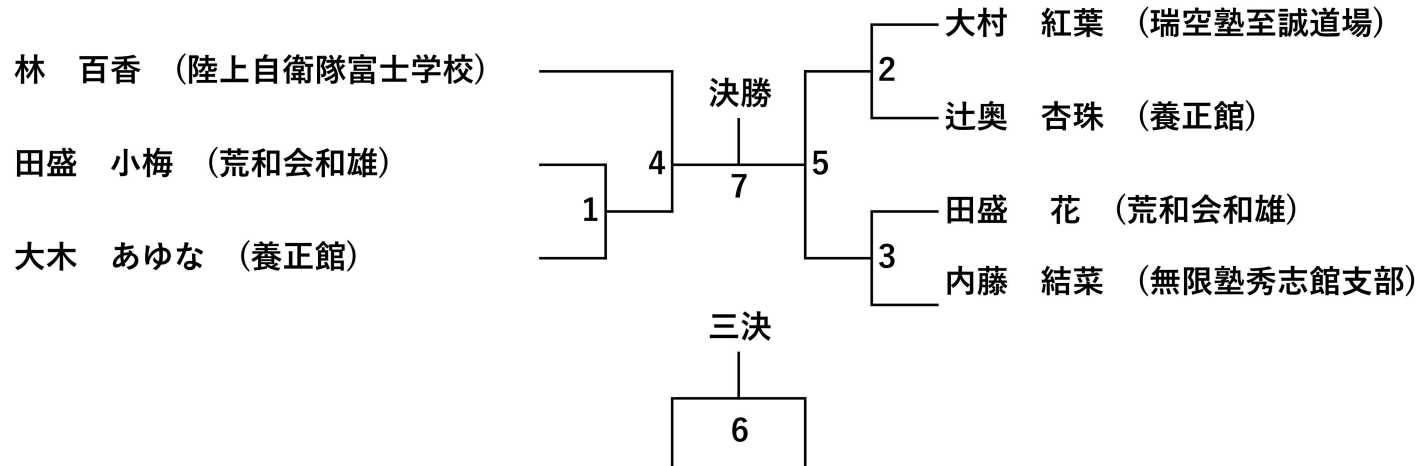 林　百香　(陸上自衛隊富士学校)
田盛　小梅　(荒和会和雄)
大木　あゆな　(養正館)
1
4
決勝
7
5
2
3
大村　紅葉　(瑞空塾至誠道場)
辻奥　杏珠　(養正館)
田盛　花　(荒和会和雄)
内藤　結菜　(無限塾秀志館支部)
三決
6